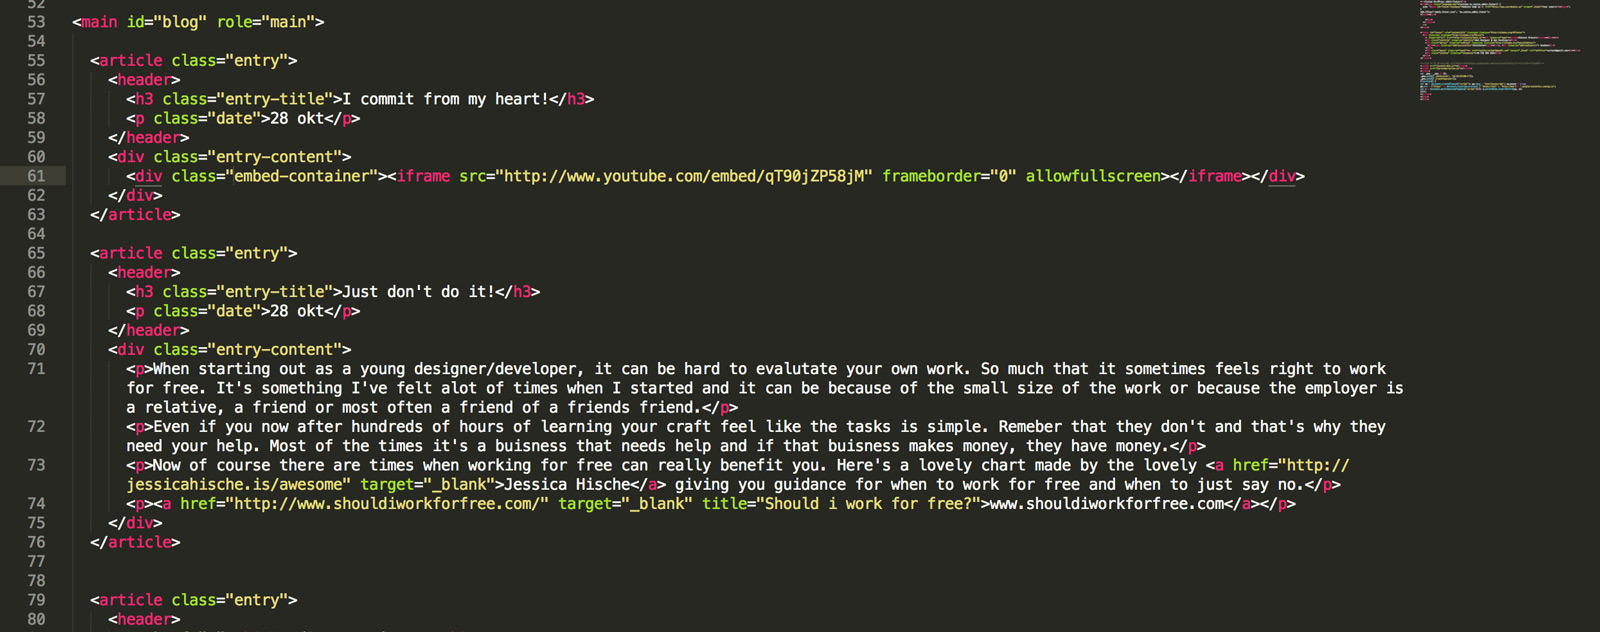 52
53 <main id="blog" role="main">
54
55 <article class="entry">
56 <header>
57 <h3 class="entry-title">I commit from my heart!</h3>
58 <p class="date">28 okt</p>
59 </header>
60 <div class="entry-content">
61 <div class="embed-container"><iframe src="http://www.youtube.com/embed/qT90jZP58jM" frameborder="0" allowfullscreen></iframe></div>
62 </div>
63 </article>
64
65 <article class="entry">
66 <header>
67 <h3 class="entry-title">Just don't do it!</h3>
68 <p class="date">28 okt</p>
69 </header>
70 <div class="entry-content">
71 <p>When starting out as a young designer/developer, it can be hard to evalutate your own work. So much that it sometimes feels right to work
for free. It's something I've felt alot of times when I started and it can be because of the small size of the work or because the employer is
a relative, a friend or most often a friend of a friends friend.</p>
72 <p>Even if you now after hundreds of hours of learning your craft feel like the tasks is simple. Remeber that they don't and that's why they
need your help. Most of the times it's a buisness that needs help and if that buisness makes money, they have money.</p>
73 <p>Now of course there are times when working for free can really benefit you. Here's a lovely chart made by the lovely <a href="http://
jessicahische.is/awesome" target="_blank">Jessica Hische</a> giving you guidance for when to work for free and when to just say no.</p>
74 <p><a href="http://www.shouldiworkforfree.com/" target="_blank" title="Should i work for free?">www.shouldiworkforfree.com</a></p>
75 </div>
76 </article>
77
78
79 <article class="entry">
80 <header>